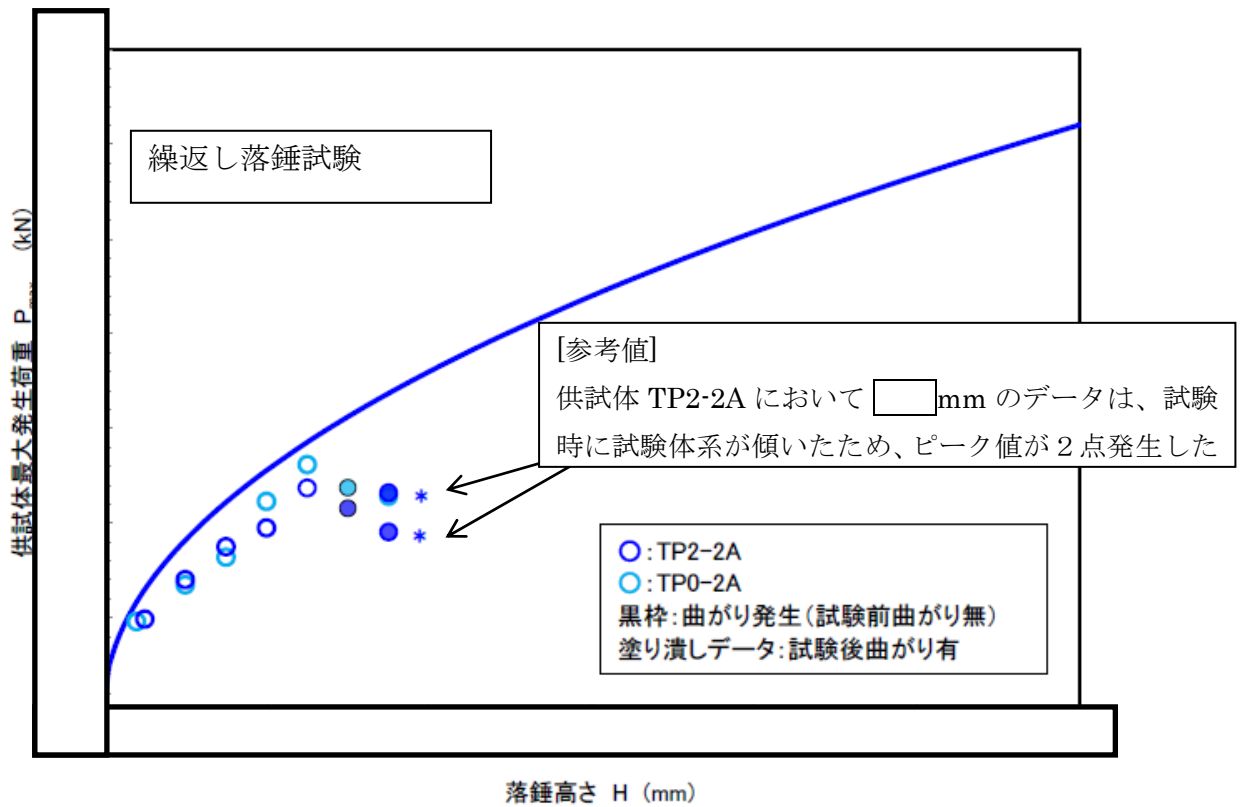 繰返し落錘試験
供試体最大発生荷重 P (kN)
[参考値]
供試体 TP2-2A において mm のデータは、試験
時に試験体系が傾いたため、ピーク値が2点発生した
*
*
○:TP2-2A
○:TP0-2A
黒枠:曲がり発生(試験前曲がり無)
塗り潰しデータ:試験後曲がり有
落錘高さ H (mm)